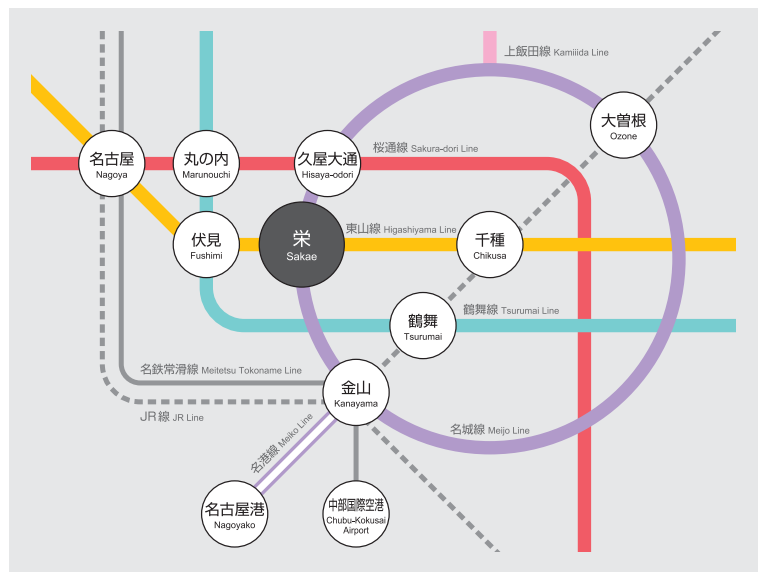 上飯田線 Kamiiida Line
大曽根
Ozone
名古屋
Nagoya
丸の内
Marunouchi
久屋大通
Hisaya-odori
桜通線 Sakura-dori Line
伏見
Fushimi
栄
Sakae
東山線 Higashiyama Line
千種
Chikusa
鶴舞
Tsurumai
鶴舞線 Tsurumai Line
名鉄常滑線 Meitetsu Tokoname Line
金山
Kanayama
JR線 JR Line
名城線 Meijo Line
名港線 Meiko Line
名古屋港
Nagoyako
中部国際空港
Chubu-Kokusai
Airport